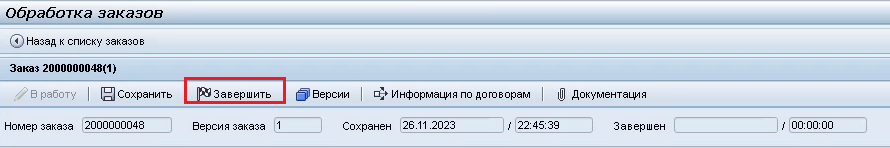 Обработка заказов
Назад к списку заказов
Заказ 2000000048(1)
В работу Сохранить Завершить Версии Информация по договорам Документация
Номер заказа 2000000048 Версия заказа 1 Сохранен 26.11.2023 / 22:45:39 Завершен / 00:00:00